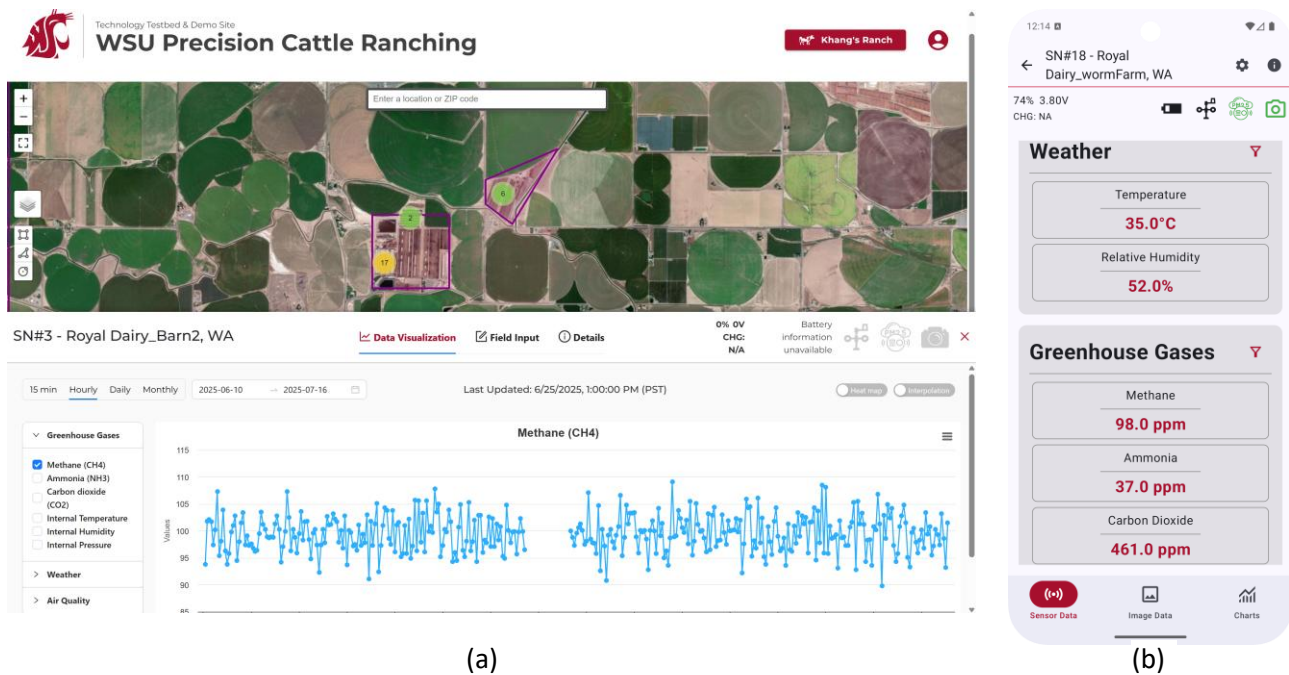 Technology Testbed & Demo Site
WSU Precision Cattle Ranching
Khang's Ranch
+
−
Enter a location or ZIP code
6
2
17
SN#3 - Royal Dairy_Barn2, WA
Data Visualization
Field Input
Details
0% 0V
CHG:
N/A
Battery
information
unavailable
PM2.5
×
15 min Hourly Daily Monthly
2025-06-10 → 2025-07-16
Last Updated: 6/25/2025, 1:00:00 PM (PST)
Heat map
Interpolation
Greenhouse Gases
Methane (CH4)
Ammonia (NH3)
Carbon dioxide
(CO2)
Internal Temperature
Internal Humidity
Internal Pressure
> Weather
> Air Quality
Methane (CH4)
Values
115
110
105
100
95
90
85
(a)
12:14
SN#18 - Royal
Dairy_wormFarm, WA
74% 3.80V
CHG: NA
PM2.5
Weather
Temperature
35.0°C
Relative Humidity
52.0%
Greenhouse Gases
Methane
98.0 ppm
Ammonia
37.0 ppm
Carbon Dioxide
461.0 ppm
Sensor Data
Image Data
Charts
(b)